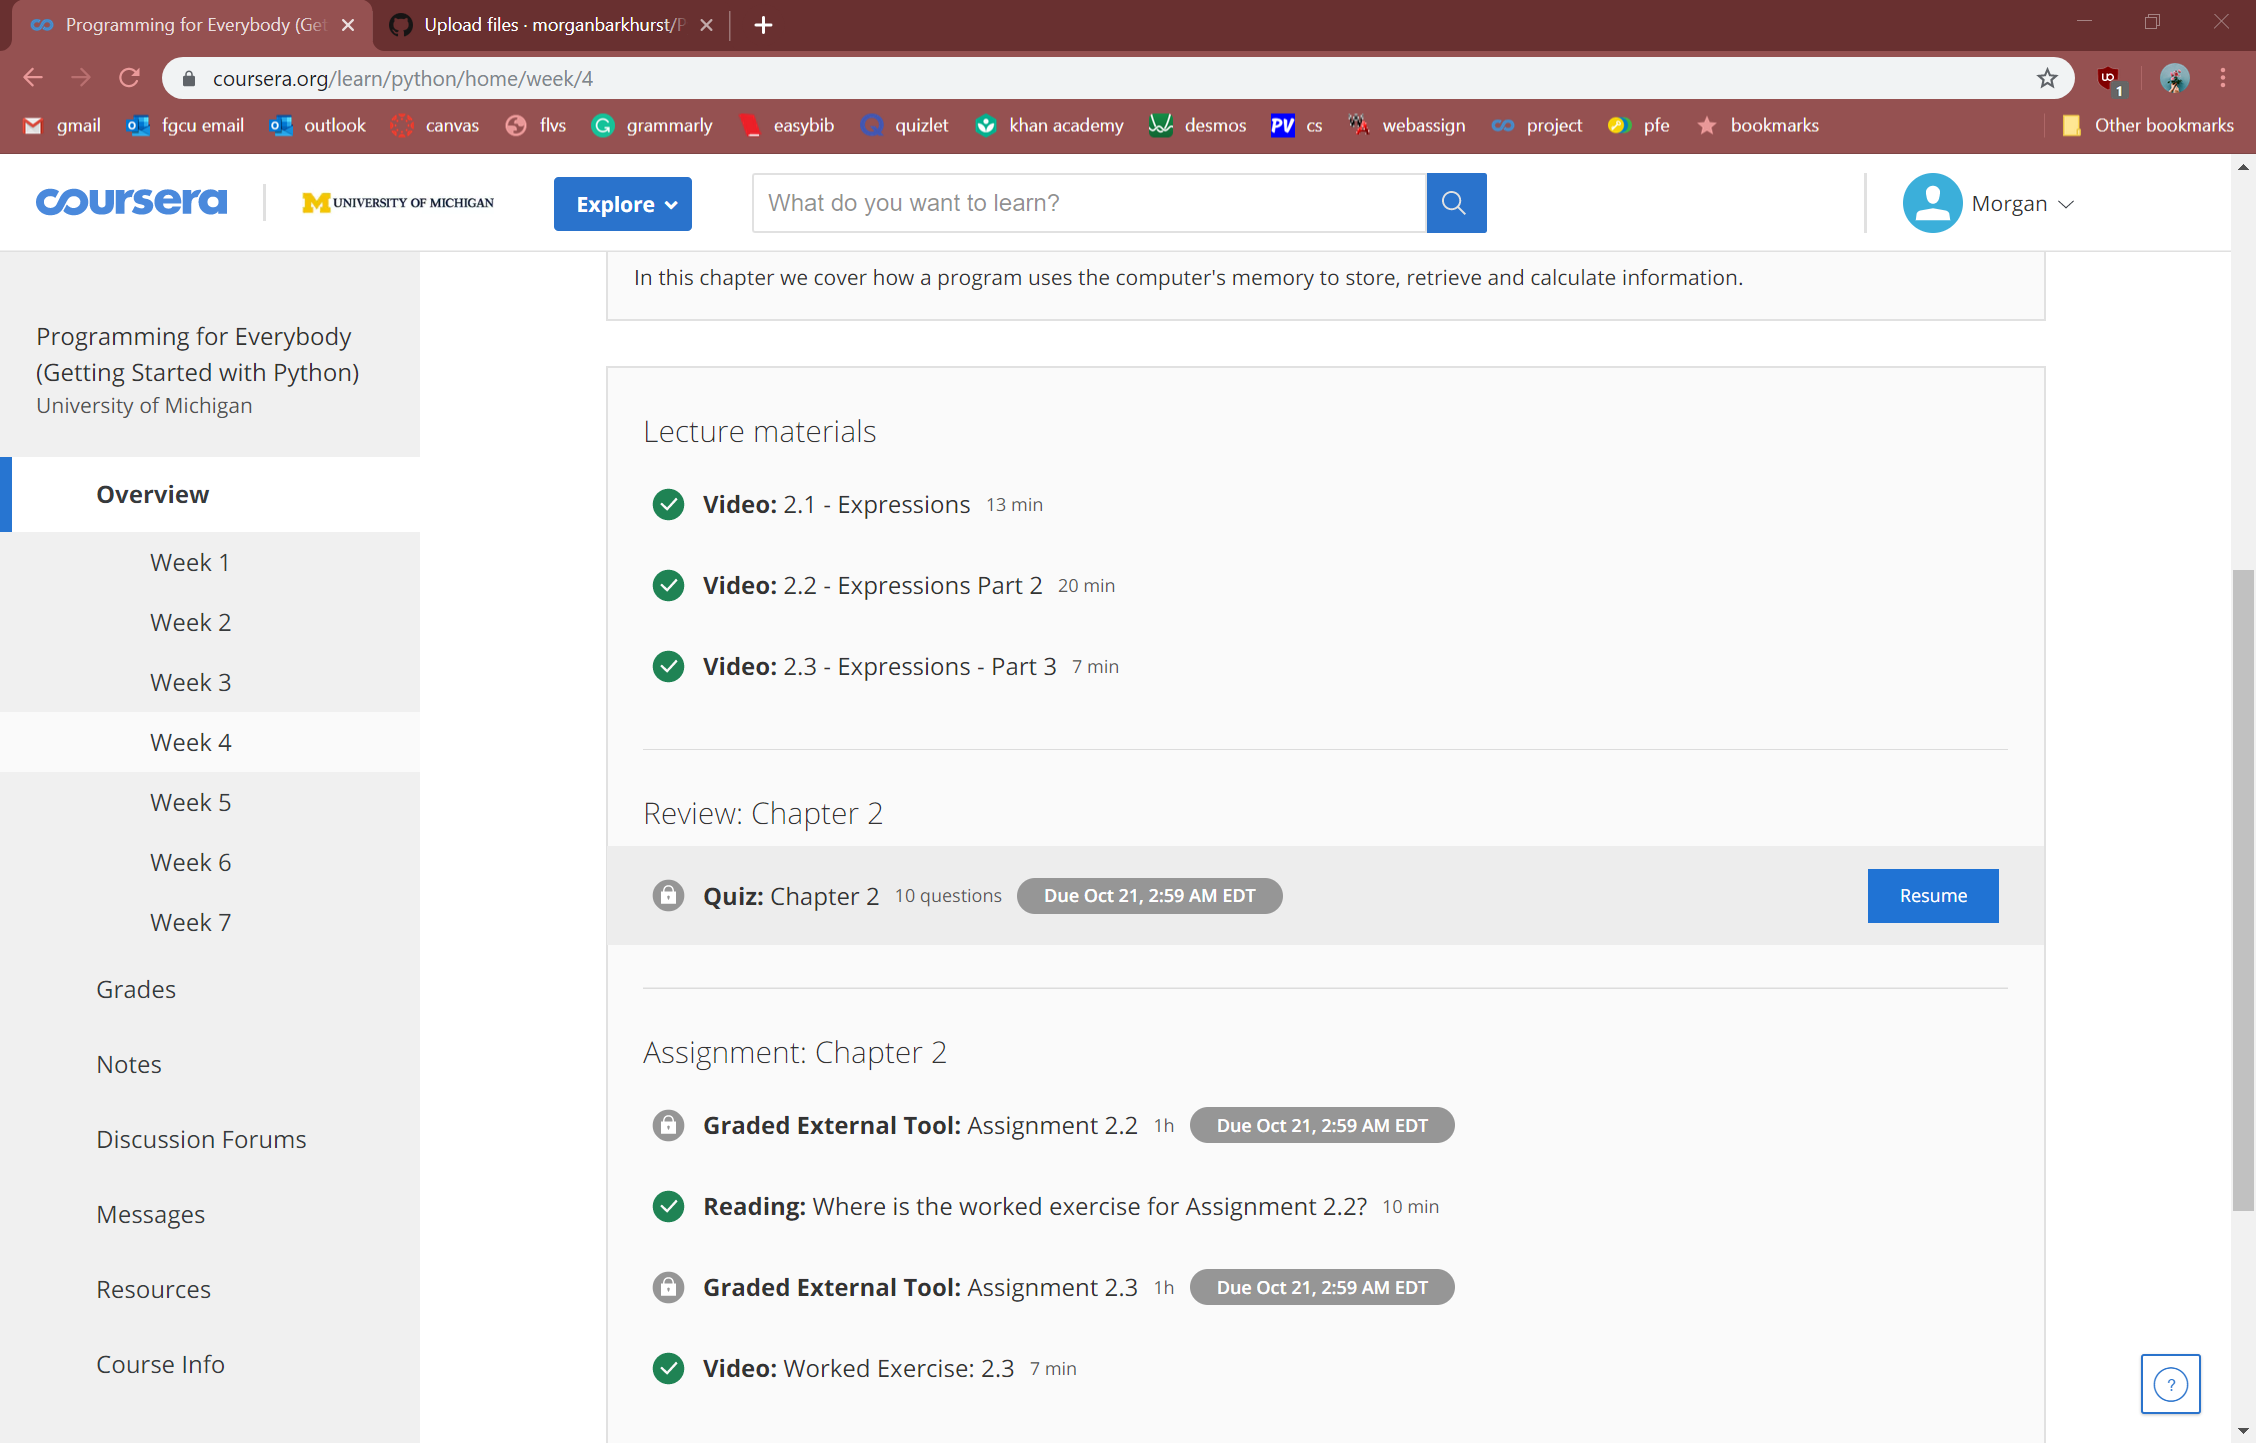 Programming for Everybody (Get
Upload files · morganbarkhurst/P
coursera.org/learn/python/home/week/4
1
gmail
fgcu email
outlook
canvas
flvs
grammarly
easybib
quizlet
khan academy
desmos
PV cs
webassign
project
pfe
bookmarks
Other bookmarks
coursera
M UNIVERSITY OF MICHIGAN
Explore
What do you want to learn?
Morgan
In this chapter we cover how a program uses the computer's memory to store, retrieve and calculate information.
Programming for Everybody
(Getting Started with Python)
University of Michigan
Overview
Week 1
Week 2
Week 3
Week 4
Week 5
Week 6
Week 7
Grades
Notes
Discussion Forums
Messages
Resources
Course Info
Lecture materials
Video: 2.1 - Expressions 13 min
Video: 2.2 - Expressions Part 2 20 min
Video: 2.3 - Expressions - Part 3 7 min
Review: Chapter 2
Quiz: Chapter 2 10 questions Due Oct 21, 2:59 AM EDT
Resume
Assignment: Chapter 2
Graded External Tool: Assignment 2.2 1h Due Oct 21, 2:59 AM EDT
Reading: Where is the worked exercise for Assignment 2.2? 10 min
Graded External Tool: Assignment 2.3 1h Due Oct 21, 2:59 AM EDT
Video: Worked Exercise: 2.3 7 min
?